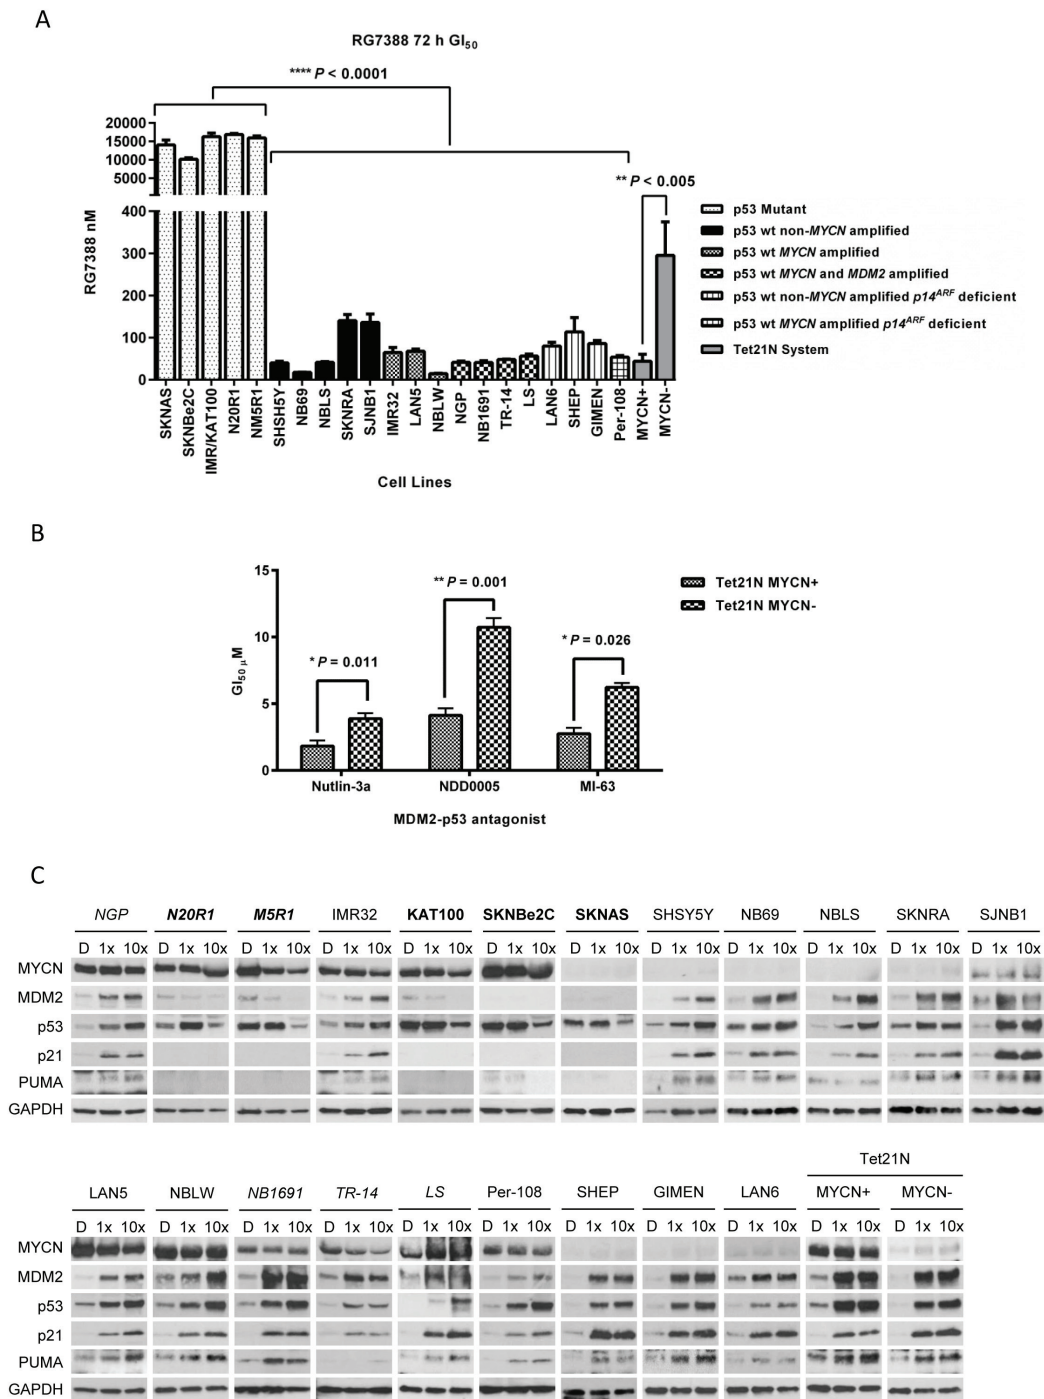 A
RG7388 72 h GI50
**** P < 0.0001
** P < 0.005
RG7388 nM
20000
15000
10000
5000
400
300
200
100
0
SKNAS
SKNBe2C
IMR/KAT100
N20R1
NM5R1
SHSH5Y
NB69
NBLS
SKNRA
SJNB1
IMR32
LAN5
NBLW
NGP
NB1691
TR-14
LS
LAN6
SHEP
GIMEN
Per-108
MYCN+
MYCN-
Cell Lines
p53 Mutant
p53 wt non-MYCN amplified
p53 wt MYCN amplified
p53 wt MYCN and MDM2 amplified
p53 wt non-MYCN amplified p14ARF deficient
p53 wt MYCN amplified p14ARF deficient
Tet21N System
B
GI50 μM
15
10
5
0
* P = 0.011
** P = 0.001
* P = 0.026
Nutlin-3a NDD0005 MI-63
MDM2-p53 antagonist
Tet21N MYCN+
Tet21N MYCN-
C
NGP N20R1 M5R1 IMR32 KAT100 SKNBe2C SKNAS SHSY5Y NB69 NBLS SKNRA SJNB1
D 1x 10x D 1x 10x D 1x 10x D 1x 10x D 1x 10x D 1x 10x D 1x 10x D 1x 10x D 1x 10x D 1x 10x D 1x 10x D 1x 10x
MYCN
MDM2
p53
p21
PUMA
GAPDH
Tet21N
LAN5 NBLW NB1691 TR-14 LS Per-108 SHEP GIMEN LAN6 MYCN+ MYCN-
D 1x 10x D 1x 10x D 1x 10x D 1x 10x D 1x 10x D 1x 10x D 1x 10x D 1x 10x D 1x 10x D 1x 10x D 1x 10x
MYCN
MDM2
p53
p21
PUMA
GAPDH